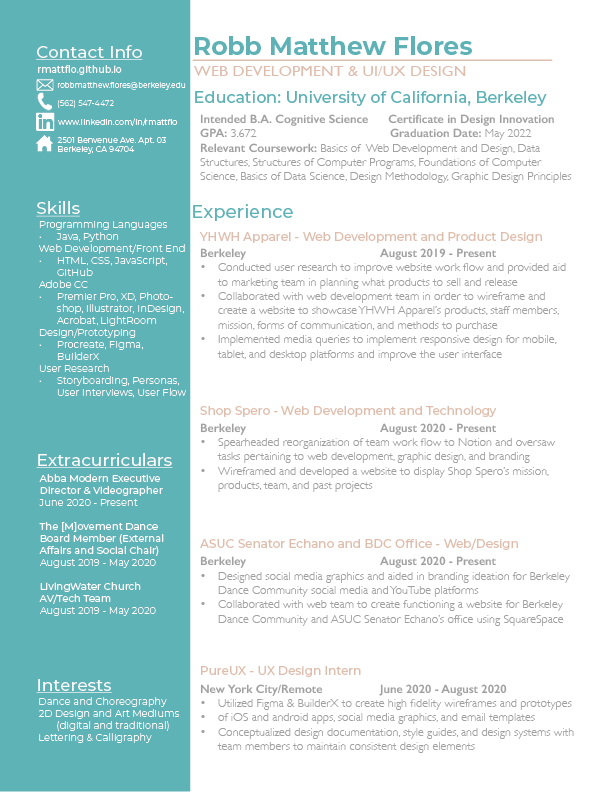 Contact Info
rmattflo.github.io
robbmatthew.flores@berkeley.edu
(562) 547-4472
www.linkedin.com/in/rmattflo
2501 Benvenue Ave. Apt. 03
Berkeley, CA 94704
Skills
Programming Languages
• Java, Python
Web Development/Front End
• HTML, CSS, JavaScript,
GitHub
Adobe CC
• Premier Pro, XD, Photo-
shop, Illustrator, InDesign,
Acrobat, LightRoom
Design/Prototyping
• Procreate, Figma,
BuilderX
User Research
• Storyboarding, Personas,
User Interviews, User Flow
Extracurriculars
Abba Modern Executive
Director & Videographer
June 2020 - Present
The [M]ovement Dance
Board Member (External
Affairs and Social Chair)
August 2019 - May 2020
LivingWater Church
AV/Tech Team
August 2019 - May 2020
Interests
Dance and Choreography
2D Design and Art Mediums
(digital and traditional)
Lettering & Calligraphy
Robb Matthew Flores
WEB DEVELOPMENT & UI/UX DESIGN
Education: University of California, Berkeley
Intended B.A. Cognitive Science Certificate in Design Innovation
GPA: 3.672 Graduation Date: May 2022
Relevant Coursework: Basics of Web Development and Design, Data
Structures, Structures of Computer Programs, Foundations of Computer
Science, Basics of Data Science, Design Methodology, Graphic Design Principles
Experience
YHWH Apparel - Web Development and Product Design
Berkeley August 2019 - Present
• Conducted user research to improve website work flow and provided aid
to marketing team in planning what products to sell and release
• Collaborated with web development team in order to wireframe and
create a website to showcase YHWH Apparel's products, staff members,
mission, forms of communication, and methods to purchase
• Implemented media queries to implement responsive design for mobile,
tablet, and desktop platforms and improve the user interface
Shop Spero - Web Development and Technology
Berkeley August 2020 - Present
• Spearheaded reorganization of team work flow to Notion and oversaw
tasks pertaining to web development, graphic design, and branding
• Wireframed and developed a website to display Shop Spero's mission,
products, team, and past projects
ASUC Senator Echano and BDC Office - Web/Design
Berkeley August 2020 - Present
• Designed social media graphics and aided in branding ideation for Berkeley
Dance Community social media and YouTube platforms
• Collaborated with web team to create functioning a website for Berkeley
Dance Community and ASUC Senator Echano's office using SquareSpace
PureUX - UX Design Intern
New York City/Remote June 2020 - August 2020
• Utilized Figma & BuilderX to create high fidelity wireframes and prototypes
• of iOS and android apps, social media graphics, and email templates
• Conceptualized design documentation, style guides, and design systems with
team members to maintain consistent design elements